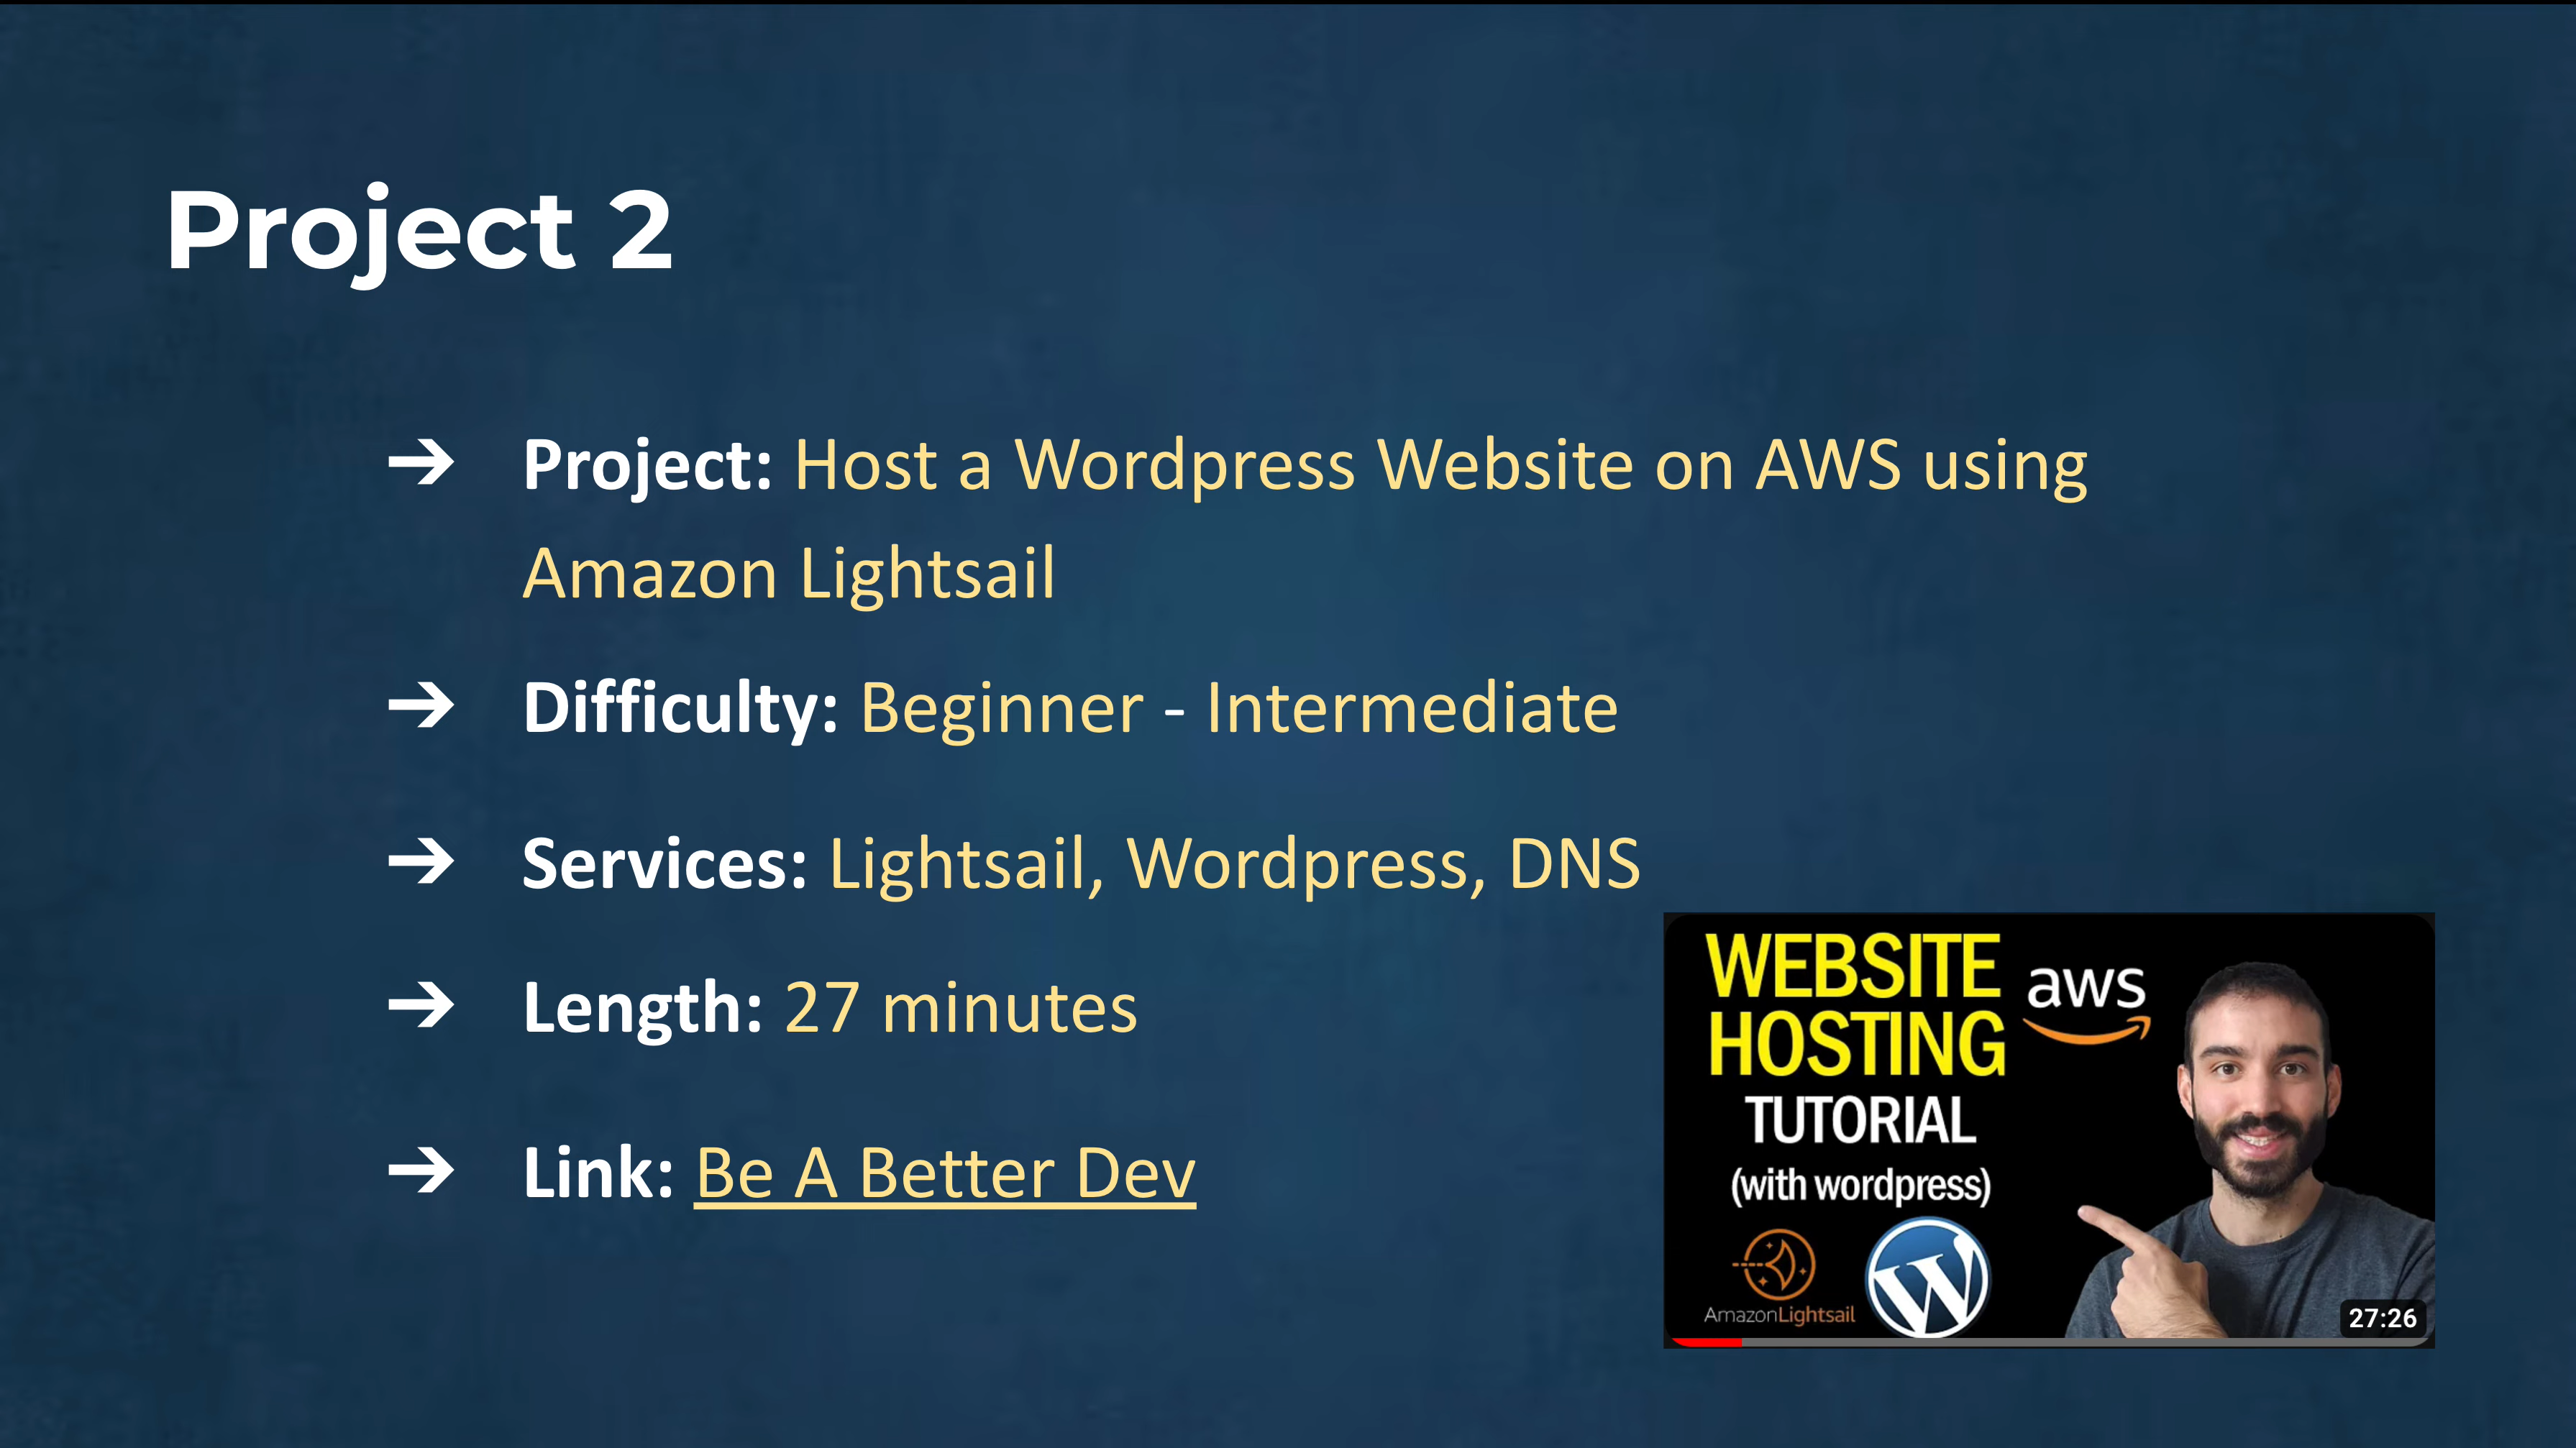 Project 2
➔ Project: Host a Wordpress Website on AWS using
Amazon Lightsail
➔ Difficulty: Beginner - Intermediate
➔ Services: Lightsail, Wordpress, DNS
➔ Length: 27 minutes
➔ Link: Be A Better Dev
WEBSITE
HOSTING
aws
TUTORIAL
(with wordpress)
W
AmazonLightsail
27:26